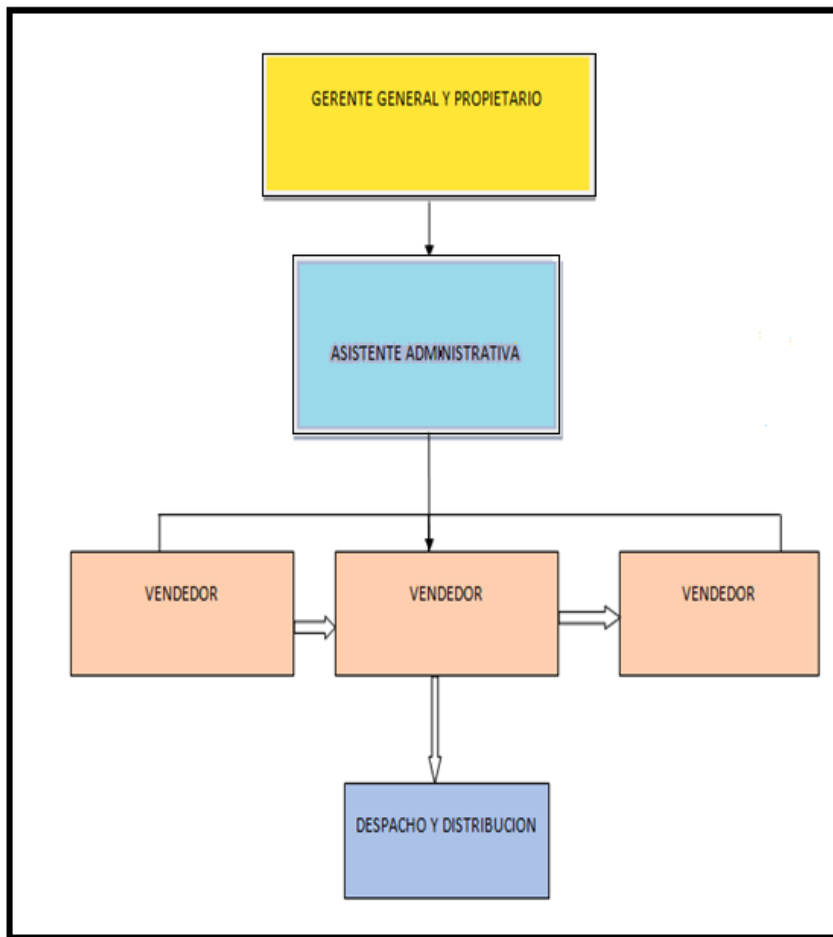 GERENTE GENERAL Y PROPIETARIO
ASISTENTE ADMINISTRATIVA
VENDEDOR
VENDEDOR
VENDEDOR
DESPACHO Y DISTRIBUCION